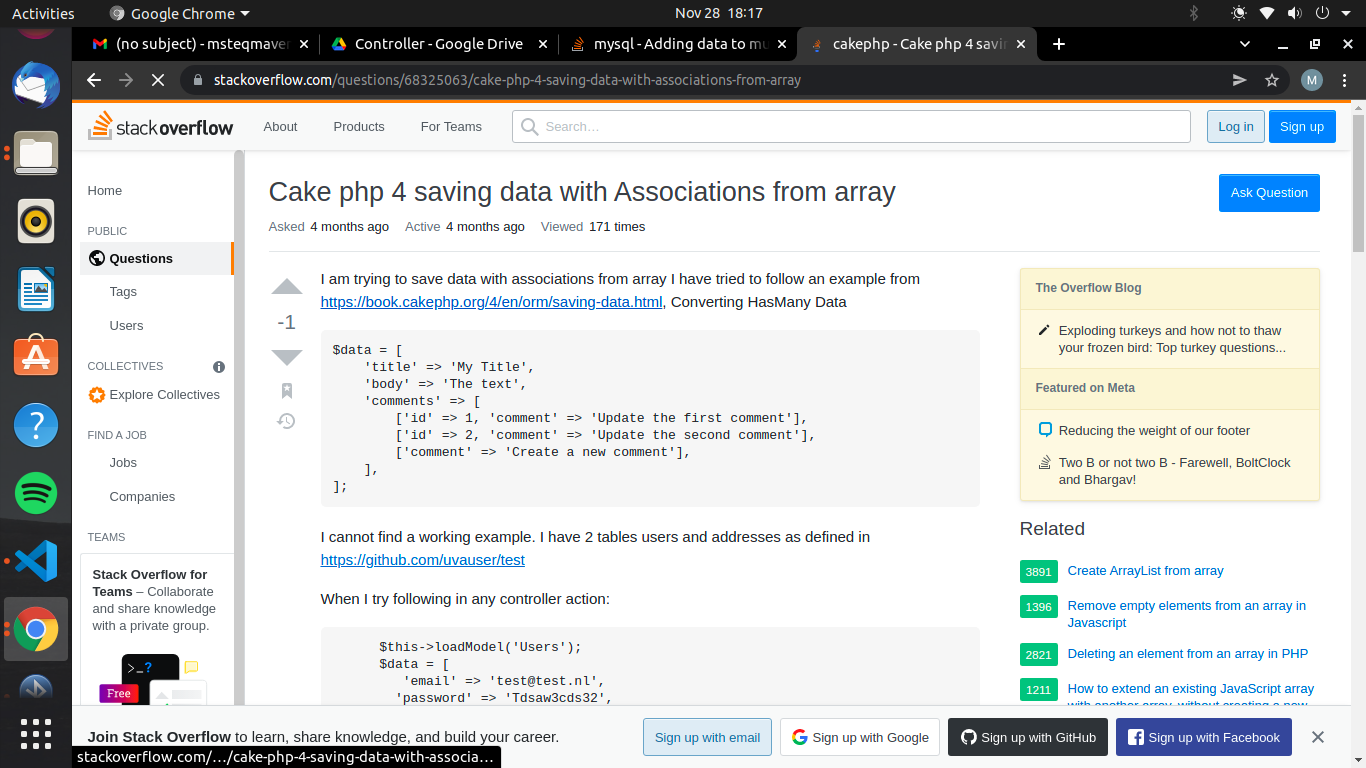 Activities
Google Chrome
Nov 28 18:17
(no subject) - msteqmaver
Controller - Google Drive
mysql - Adding data to mu
cakephp - Cake php 4 savin
stackoverflow.com/questions/68325063/cake-php-4-saving-data-with-associations-from-array
M
stackoverflow
About
Products
For Teams
Search…
Log in
Sign up
Home
PUBLIC
Questions
Tags
Users
COLLECTIVES
Explore Collectives
FIND A JOB
Jobs
Companies
TEAMS
Stack Overflow for
Teams – Collaborate
and share knowledge
with a private group.
>_?
Free
Cake php 4 saving data with Associations from array
Ask Question
Asked 4 months ago Active 4 months ago Viewed 171 times
-1
I am trying to save data with associations from array I have tried to follow an example from
https://book.cakephp.org/4/en/orm/saving-data.html, Converting HasMany Data
$data = [
    'title' => 'My Title',
    'body' => 'The text',
    'comments' => [
        ['id' => 1, 'comment' => 'Update the first comment'],
        ['id' => 2, 'comment' => 'Update the second comment'],
        ['comment' => 'Create a new comment'],
    ],
];
I cannot find a working example. I have 2 tables users and addresses as defined in
https://github.com/uvauser/test
When I try following in any controller action:
$this->loadModel('Users');
$data = [
'email' => 'test@test.nl',
'password' => 'Tdsaw3cds32',
The Overflow Blog
Exploding turkeys and how not to thaw
your frozen bird: Top turkey questions...
Featured on Meta
Reducing the weight of our footer
Two B or not two B - Farewell, BoltClock
and Bhargav!
Related
3891 Create ArrayList from array
1396 Remove empty elements from an array in
Javascript
2821 Deleting an element from an array in PHP
1211 How to extend an existing JavaScript array
with another array, without creating a new
Join Stack Overflow to learn, share knowledge, and build your career.
Sign up with email
Sign up with Google
Sign up with GitHub
Sign up with Facebook
stackoverflow.com/…/cake-php-4-saving-data-with-associa…